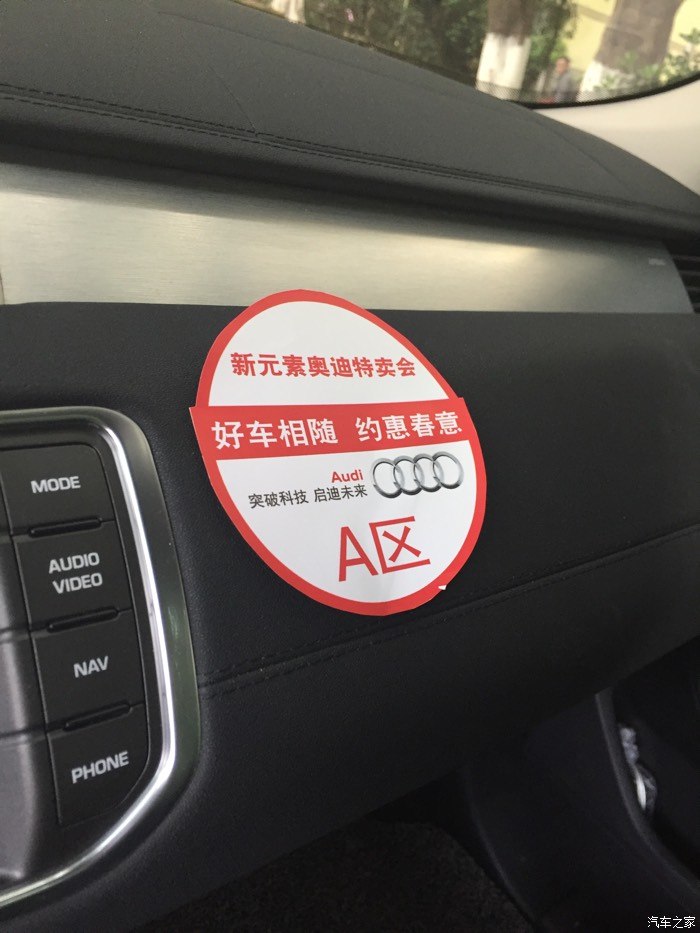 新元素奥迪特卖会
好车相随 约惠春意
Audi
突破科技 启迪未来
A区
MODE
AUDIO
VIDEO
NAV
PHONE
汽车之家